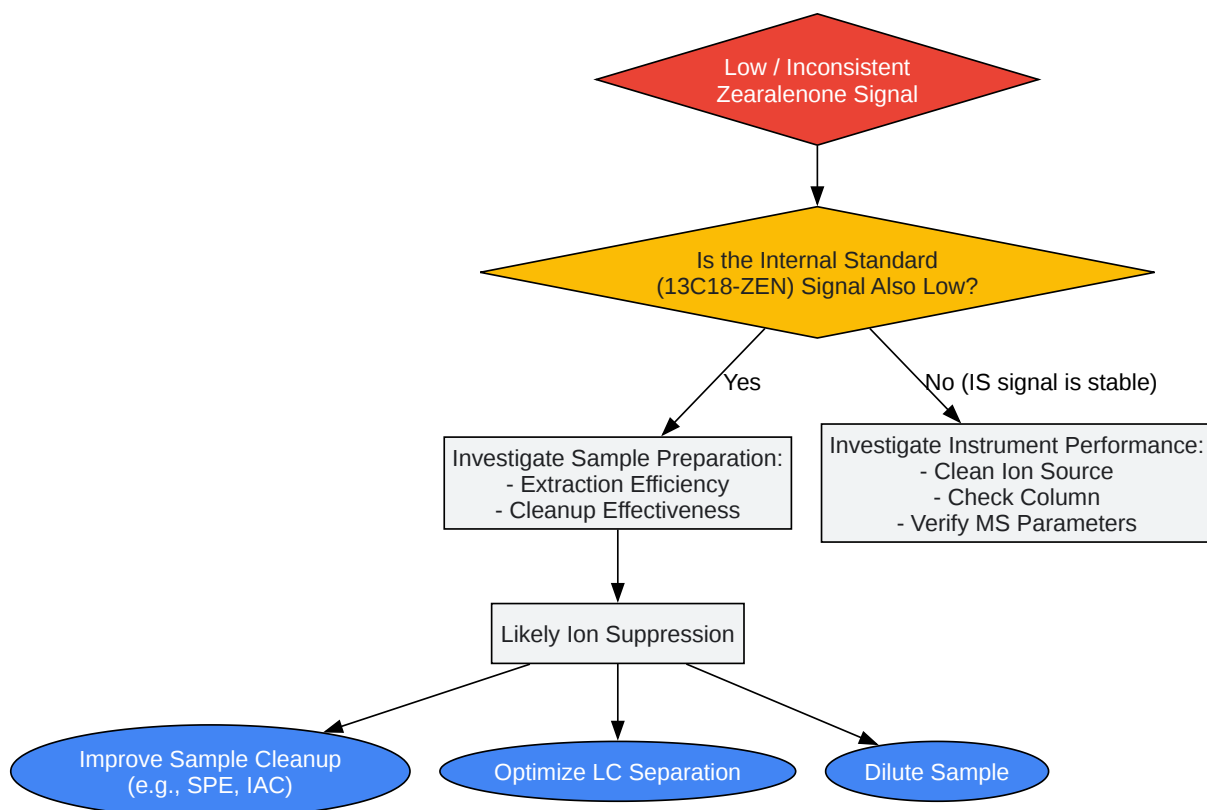 Low / Inconsistent
Zearalenone Signal
Is the Internal Standard
(13C18-ZEN) Signal Also Low?
Yes
No (IS signal is stable)
Investigate Sample Preparation:
- Extraction Efficiency
- Cleanup Effectiveness
Investigate Instrument Performance:
- Clean Ion Source
- Check Column
- Verify MS Parameters
Likely Ion Suppression
Improve Sample Cleanup
(e.g., SPE, IAC)
Optimize LC Separation
Dilute Sample